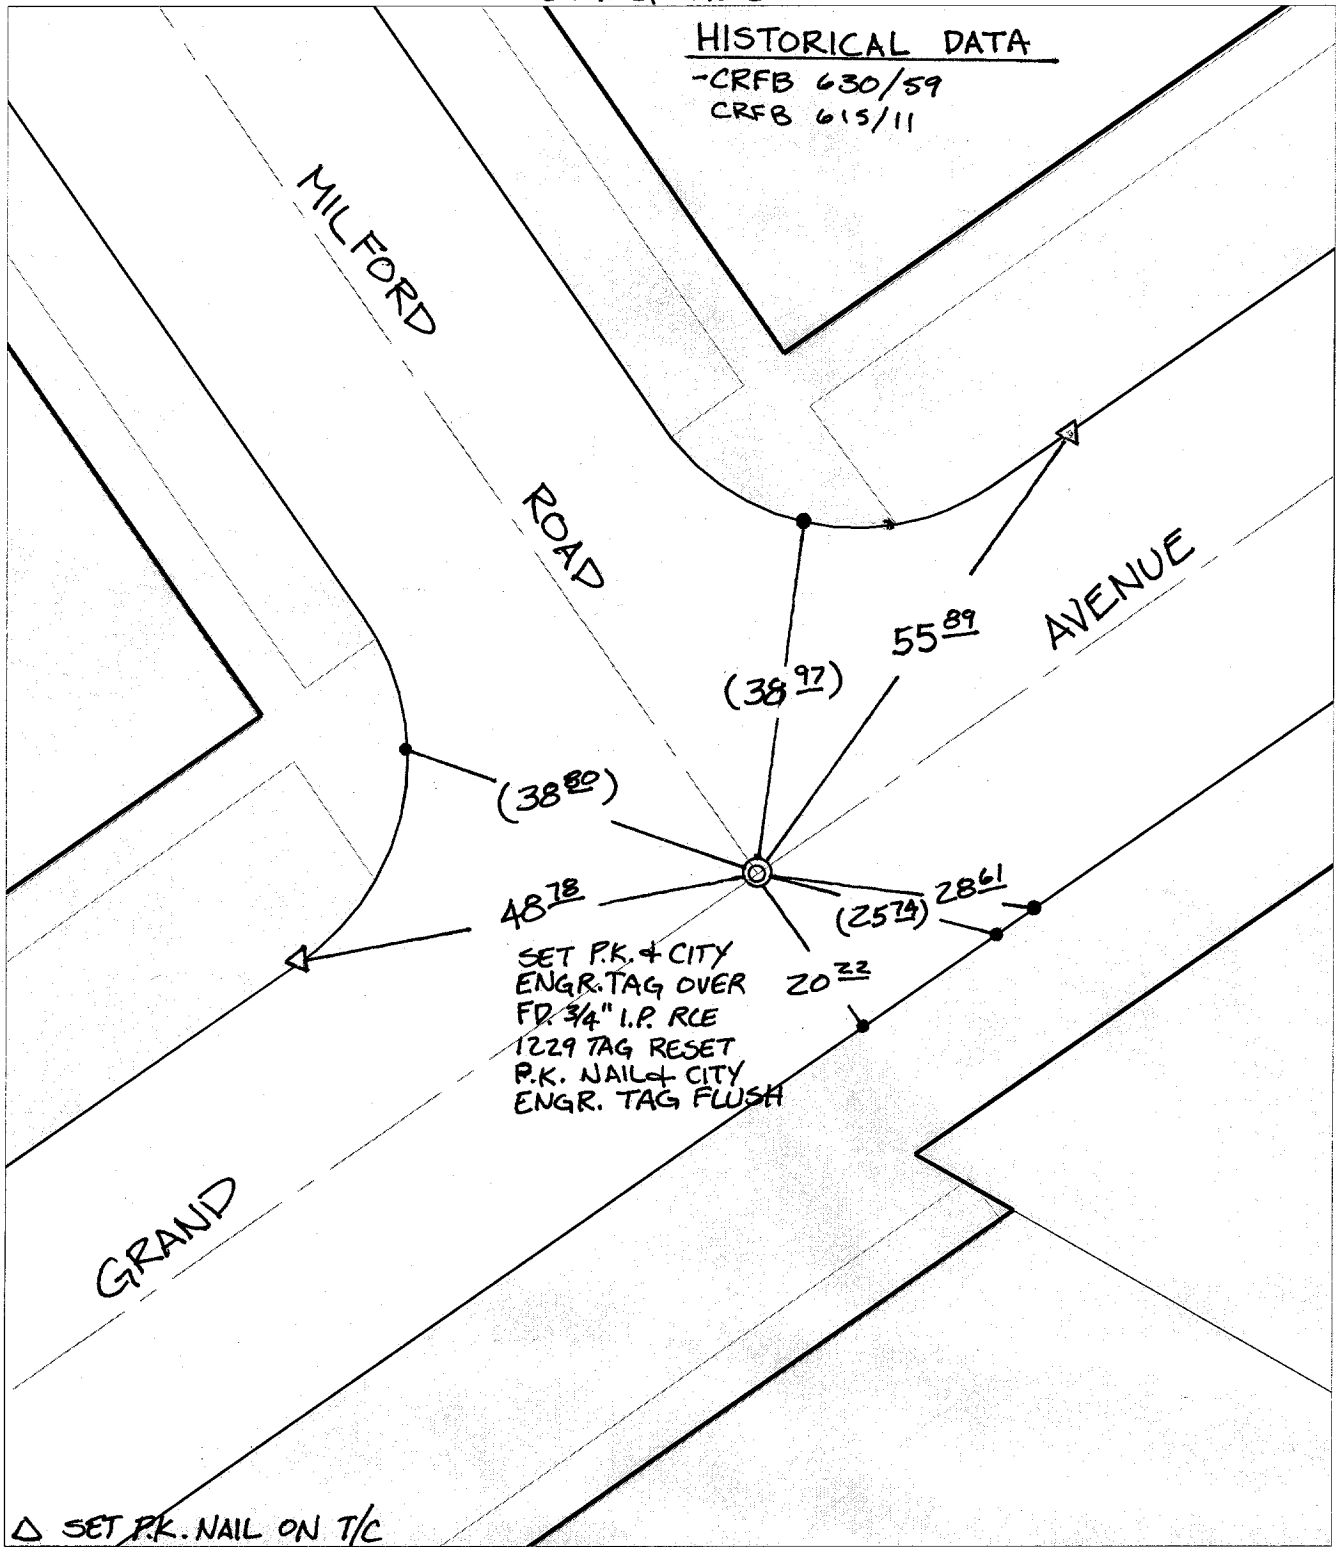 HISTORICAL DATA
-CRFB 630/59
CRFB 615/11
MILFORD
ROAD
AVENUE
55 89
(38 97)
(38 80)
48 78
28 61
(25 74)
20 22
SET P.K. & CITY
ENGR. TAG OVER
FD. 3/4" I.P. RCE
1229 TAG RESET
P.K. NAIL & CITY
ENGR. TAG FLUSH
GRAND
△ SET P.K. NAIL ON T/C